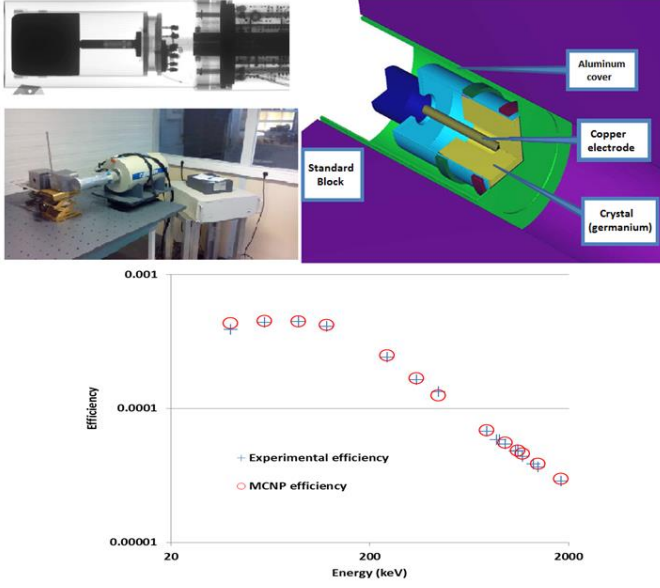 Aluminum
cover
Copper
electrode
Standard
Block
Crystal
(germanium)
0.001
0.0001
0.00001
Efficiency
Experimental efficiency
MCNP efficiency
20
200
2000
Energy (keV)